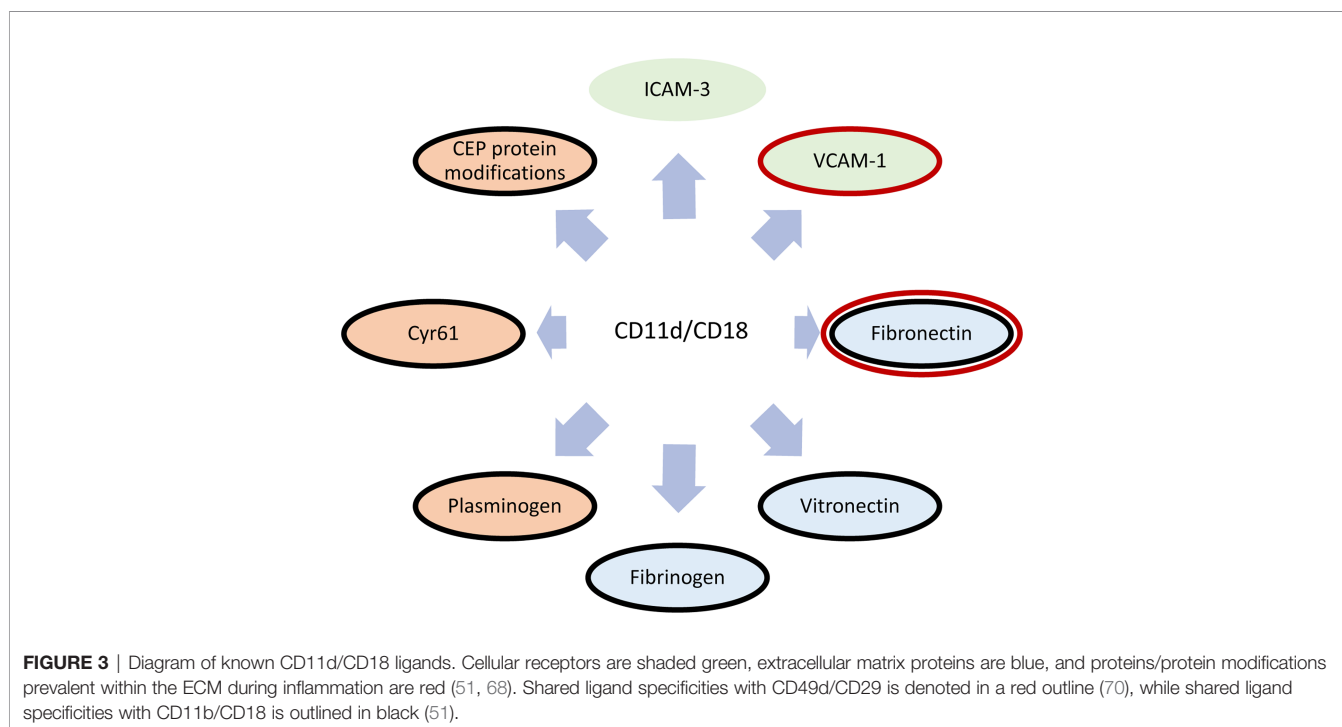 ICAM-3
CEP protein
modifications
VCAM-1
Cyr61
CD11d/CD18
Fibronectin
Plasminogen
Vitronectin
Fibrinogen
FIGURE 3 | Diagram of known CD11d/CD18 ligands. Cellular receptors are shaded green, extracellular matrix proteins are blue, and proteins/protein modifications
prevalent within the ECM during inflammation are red (51, 68). Shared ligand specificities with CD49d/CD29 is denoted in a red outline (70), while shared ligand
specificities with CD11b/CD18 is outlined in black (51).